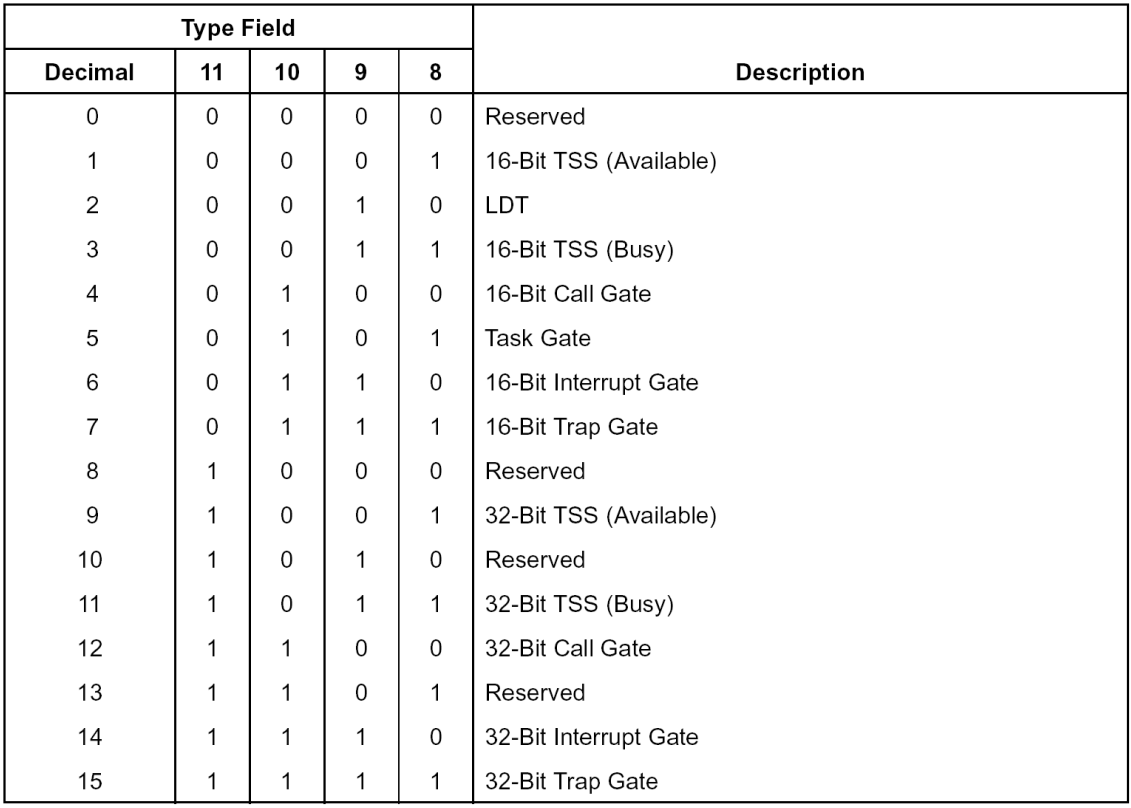 Type Field
Decimal 11 10 9 8 Description
0 0 0 0 0 Reserved
1 0 0 0 1 16-Bit TSS (Available)
2 0 0 1 0 LDT
3 0 0 1 1 16-Bit TSS (Busy)
4 0 1 0 0 16-Bit Call Gate
5 0 1 0 1 Task Gate
6 0 1 1 0 16-Bit Interrupt Gate
7 0 1 1 1 16-Bit Trap Gate
8 1 0 0 0 Reserved
9 1 0 0 1 32-Bit TSS (Available)
10 1 0 1 0 Reserved
11 1 0 1 1 32-Bit TSS (Busy)
12 1 1 0 0 32-Bit Call Gate
13 1 1 0 1 Reserved
14 1 1 1 0 32-Bit Interrupt Gate
15 1 1 1 1 32-Bit Trap Gate